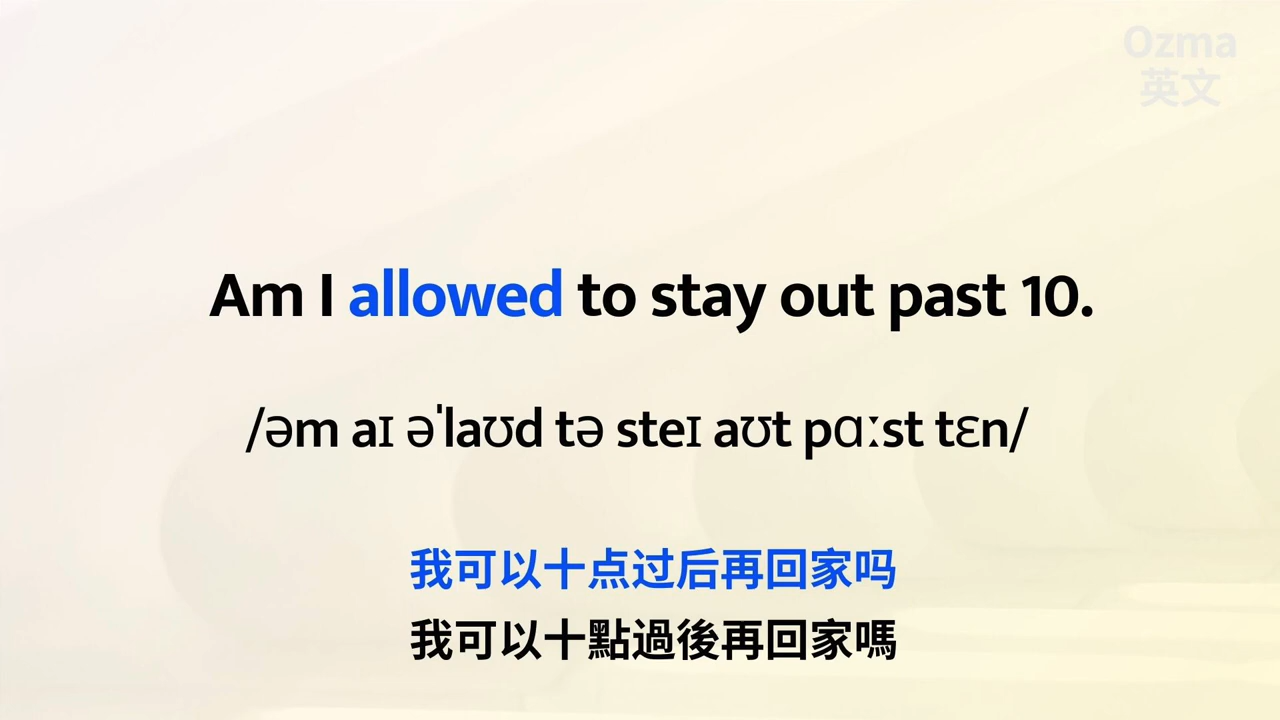 Ozma
英文
Am I allowed to stay out past 10.
/əm aɪ əˈlaʊd tə steɪ aʊt pɑːst tɛn/
我可以十点过后再回家吗
我可以十點過後再回家嗎